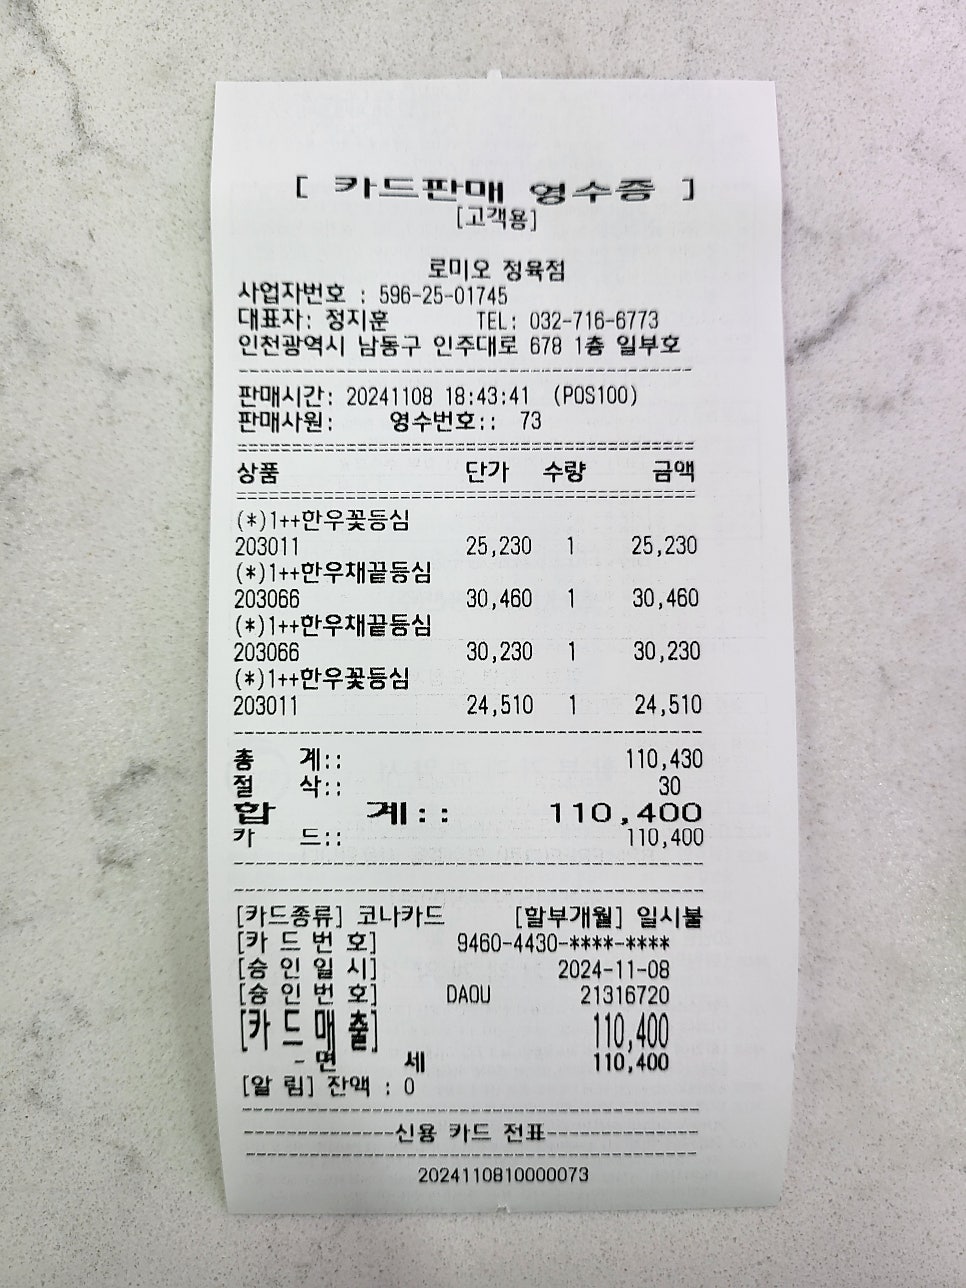 [ 카드판매 영수증 ]
[고객용]
로미오 정육점
사업자번호 : 596-25-01745
대표자: 정지훈 TEL: 032-716-6773
인천광역시 남동구 인주대로 678 1층 일부호
판매시간: 20241108 18:43:41 (POS100)
판매사원: 영수번호:: 73
상품 단가 수량 금액
(*)1++한우꽃등심
203011 25,230 1 25,230
(*)1++한우채끝등심
203066 30,460 1 30,460
(*)1++한우채끝등심
203066 30,230 1 30,230
(*)1++한우꽃등심
203011 24,510 1 24,510
총 계:: 110,430
절 삭:: 30
합 계:: 110,400
카 드:: 110,400
[카드종류] 코나카드 [할부개월] 일시불
[카 드 번 호] 9460-4430-****-****
[승 인 일 시] 2024-11-08
[승 인 번 호] DAOU 21316720
[카 드 매 출] 110,400
- 면 세 110,400
[알 림] 잔액 : 0
--------------신용 카드 전표--------------
2024110810000073